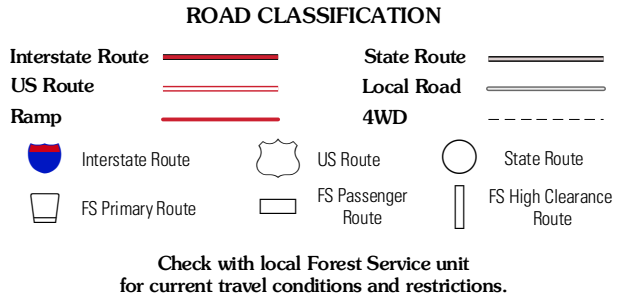 ROAD CLASSIFICATION
Interstate Route
State Route
US Route
Local Road
Ramp
4WD
Interstate Route
US Route
State Route
FS Primary Route
FS Passenger
Route
FS High Clearance
Route
Check with local Forest Service unit
for current travel conditions and restrictions.